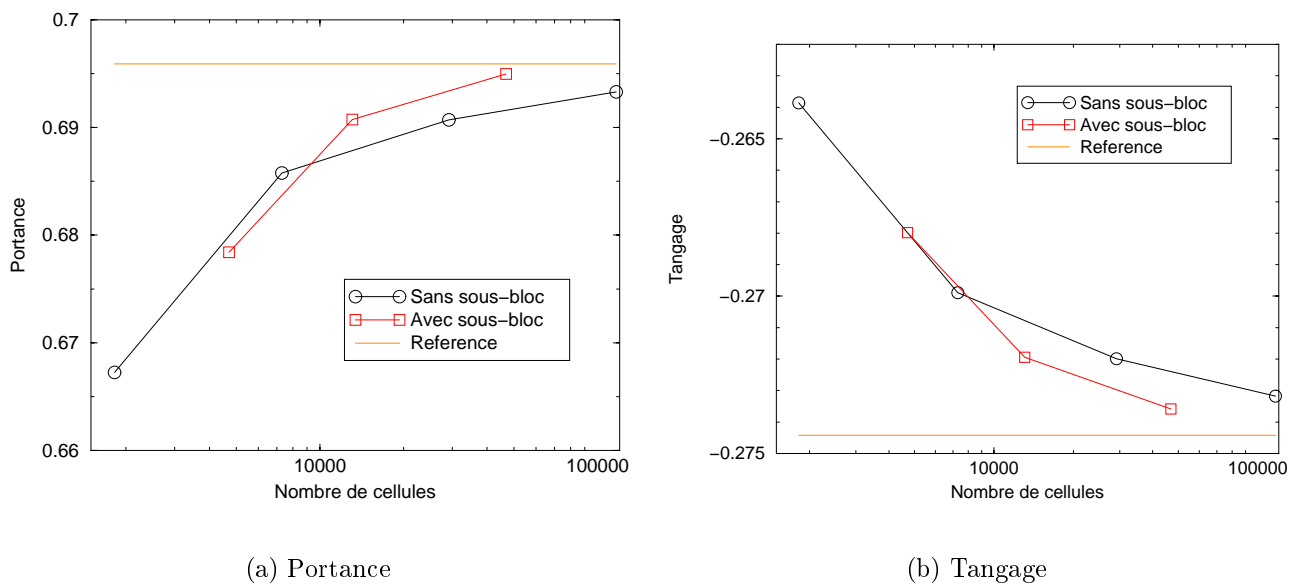 0.7
0.69
0.68
0.67
0.66
Portance
10000
100000
Nombre de cellules
Sans sous−bloc
Avec sous−bloc
Reference
(a) Portance
−0.265
−0.27
−0.275
Tangage
10000
100000
Nombre de cellules
Sans sous−bloc
Avec sous−bloc
Reference
(b) Tangage